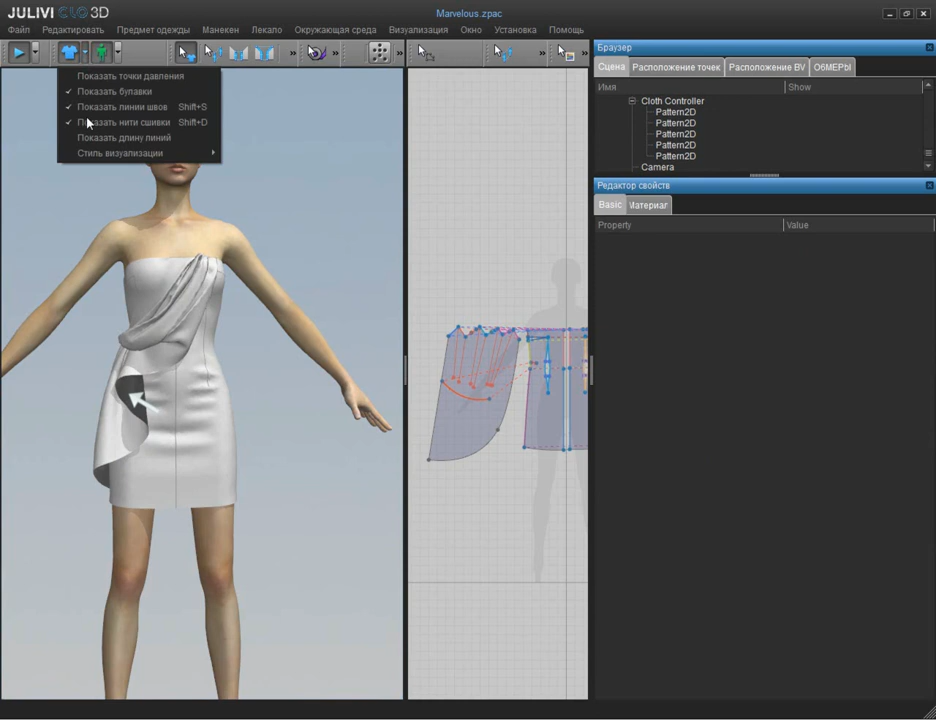 JULIVI CLO 3D
Marvelous.zpac
Файл Редактировать Предмет одежды Манекен Лекало Окружающая среда Визуализация Окно Установка Помощь
Показать точки давления
Показать булавки
Показать линии швов Shift+S
нити сшивки Shift+D
Показать длину линий
Стиль визуализации
Браузер
Сцена Расположение точек Расположение BV ОБМЕРЫ
Имя Show
Cloth Controller
Pattern2D
Pattern2D
Pattern2D
Pattern2D
Pattern2D
Camera
Редактор свойств
Basic Материал
Property Value